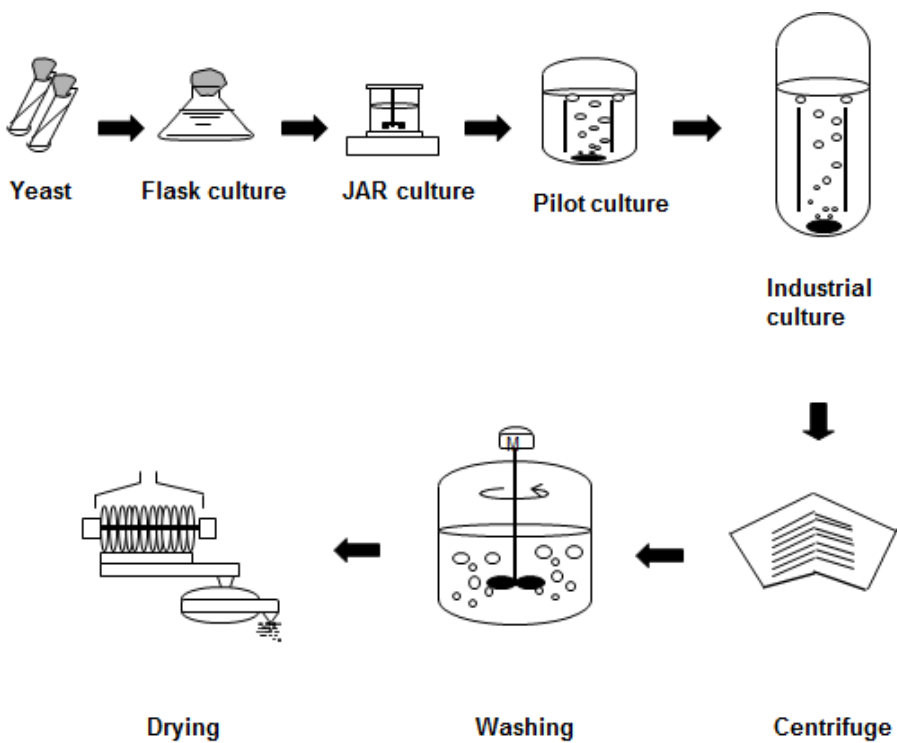 Yeast
Flask culture
JAR culture
Pilot culture
Industrial
culture
M
Drying
Washing
Centrifuge